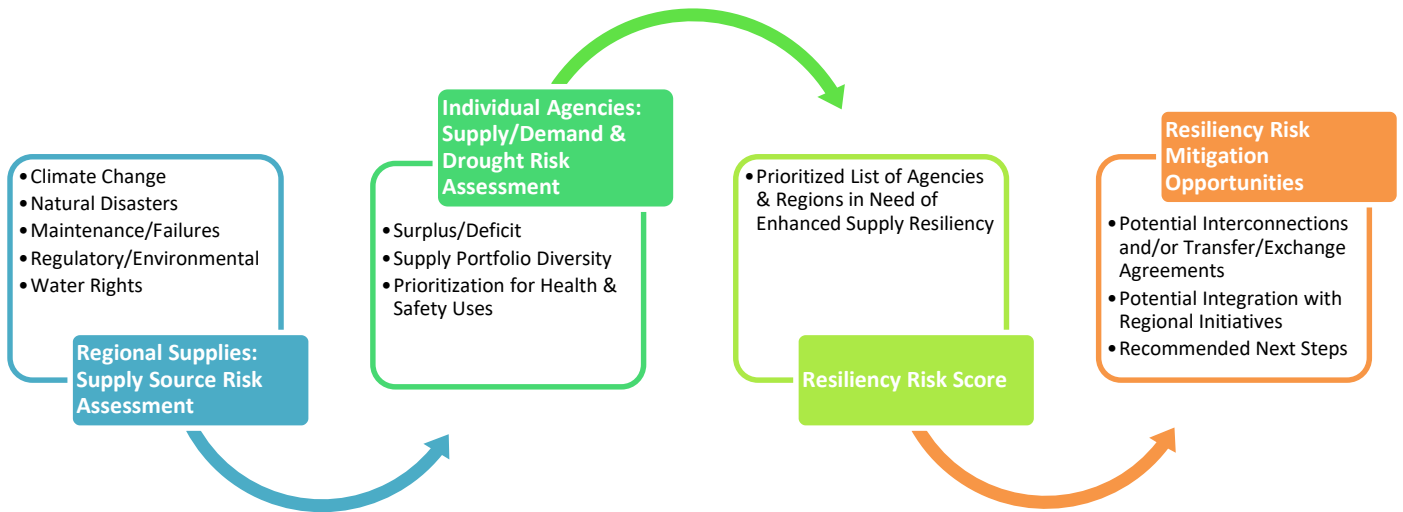 • Climate Change
• Natural Disasters
• Maintenance/Failures
• Regulatory/Environmental
• Water Rights
Regional Supplies:
Supply Source Risk
Assessment
Individual Agencies:
Supply/Demand &
Drought Risk
Assessment
• Surplus/Deficit
• Supply Portfolio Diversity
• Prioritization for Health &
Safety Uses
• Prioritized List of Agencies
& Regions in Need of
Enhanced Supply Resiliency
Resiliency Risk Score
Resiliency Risk
Mitigation
Opportunities
• Potential Interconnections
and/or Transfer/Exchange
Agreements
• Potential Integration with
Regional Initiatives
• Recommended Next Steps